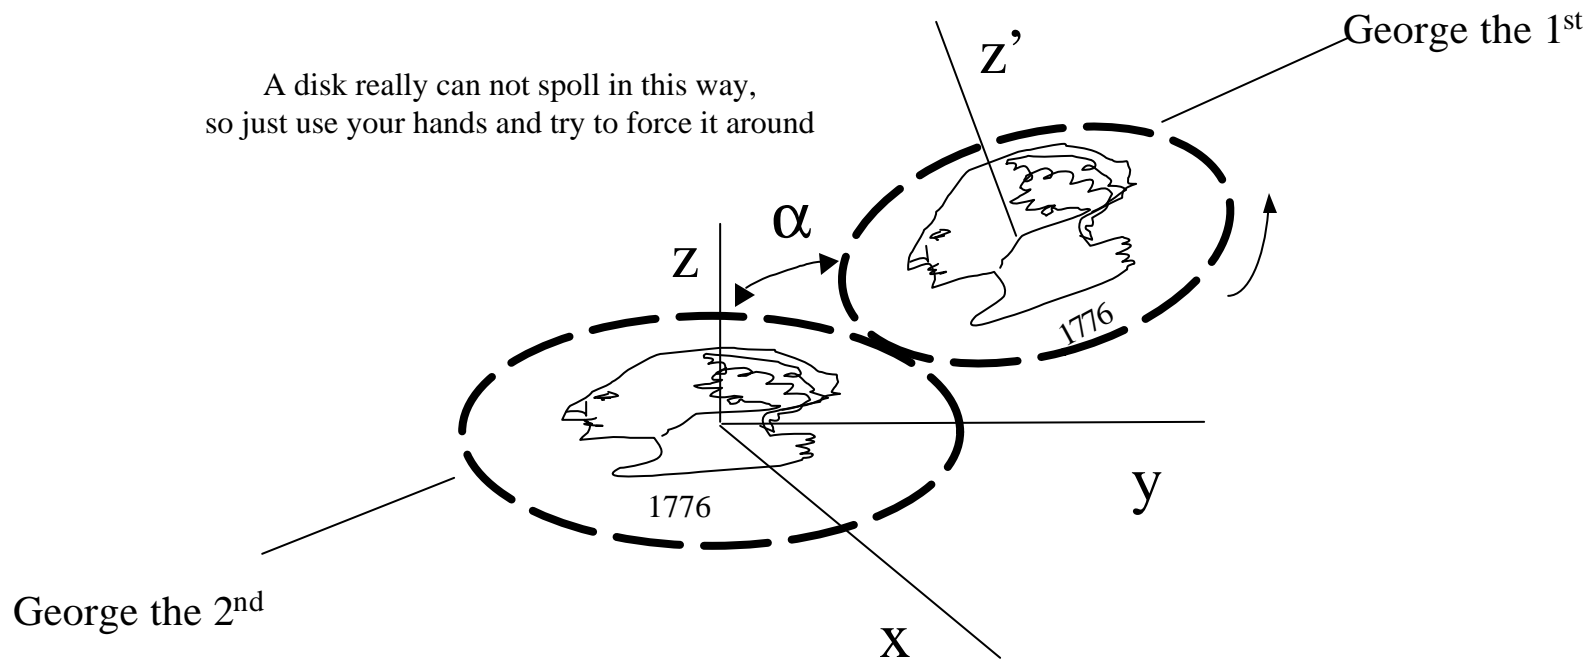 George the 1st
z’
A disk really can not spoll in this way,
so just use your hands and try to force it around
α
z
1776
1776
y
George the 2nd
x